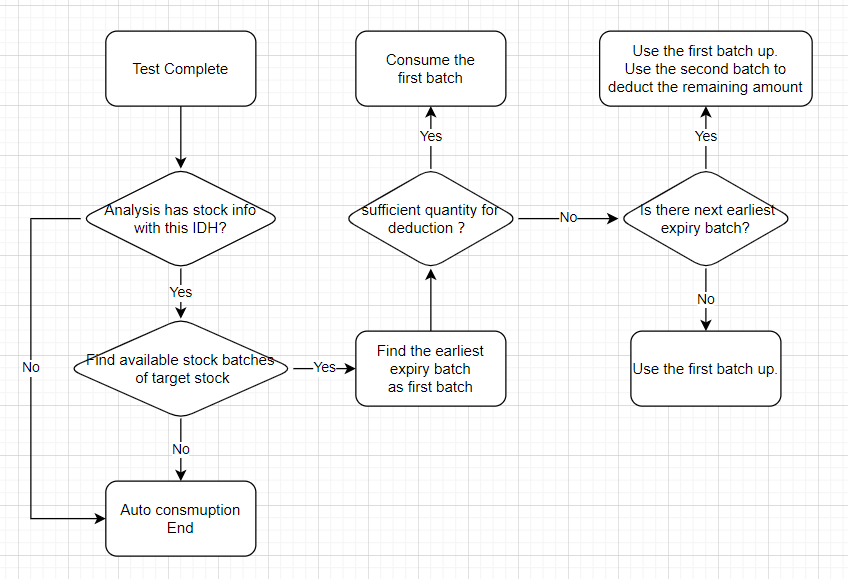 Test Complete
Analysis has stock info
with this IDH?
No
Yes
Find available stock batches
of target stock
Yes
No
Auto consmuption
End
Find the earliest
expiry batch
as first batch
sufficient quantity for
deduction ?
Yes
Consume the
first batch
No
Is there next earliest
expiry batch?
Yes
Use the first batch up.
Use the second batch to
deduct the remaining amount
No
Use the first batch up.